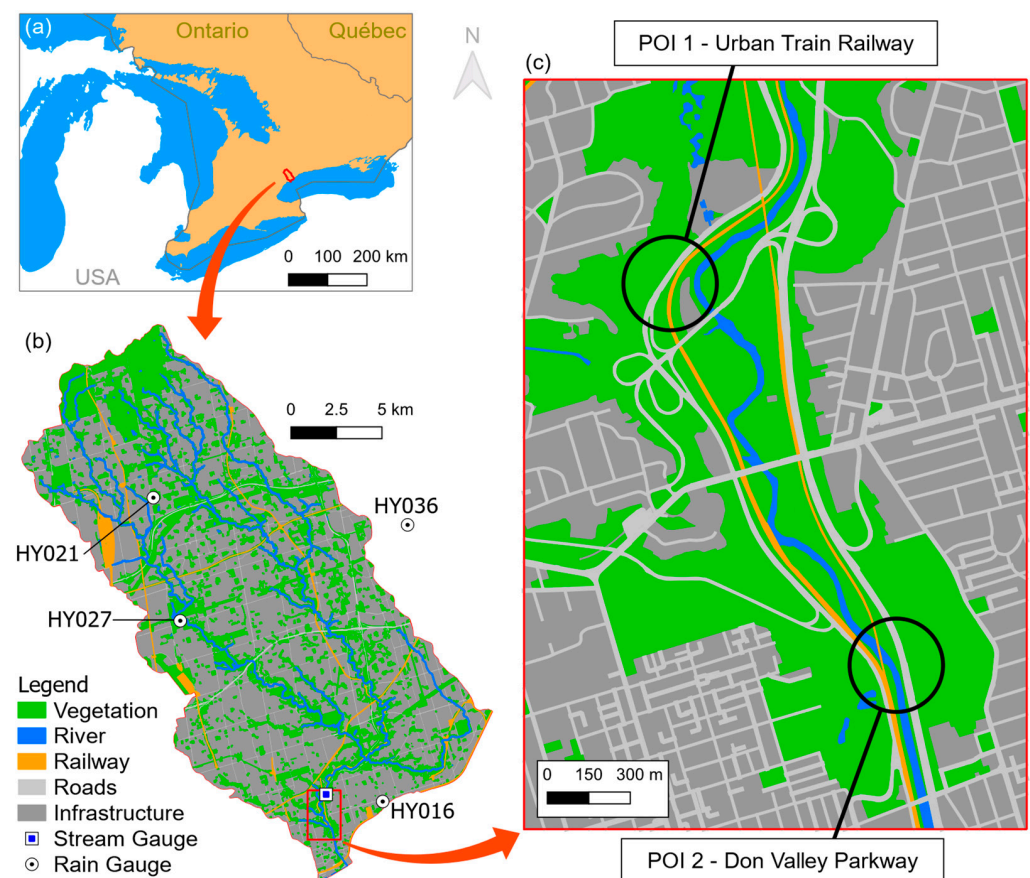 (a)
Ontario
Québec
USA
0 100 200 km
N
(b)
0 2.5 5 km
HY036
HY021
HY027
HY016
Legend
Vegetation
River
Railway
Roads
Infrastructure
Stream Gauge
Rain Gauge
POI 1 - Urban Train Railway
(c)
0 150 300 m
POI 2 - Don Valley Parkway